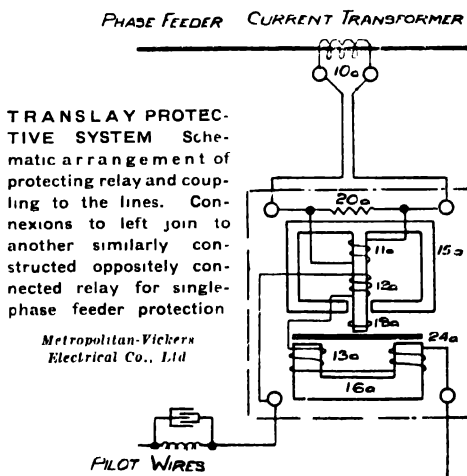 PHASE FEEDER CURRENT TRANSFORMER
10a
TRANSLAY PROTEC-
TIVE SYSTEM Sche-
matic arrangement of
protecting relay and coup-
ling to the lines. Con-
nexions to left join to
another similarly con-
structed oppositely con-
nected relay for single-
phase feeder protection
Metropolitan-Vickers
Electrical Co., Ltd
20a
11a
15a
12a
18a
24a
13a
16a
PILOT WIRES